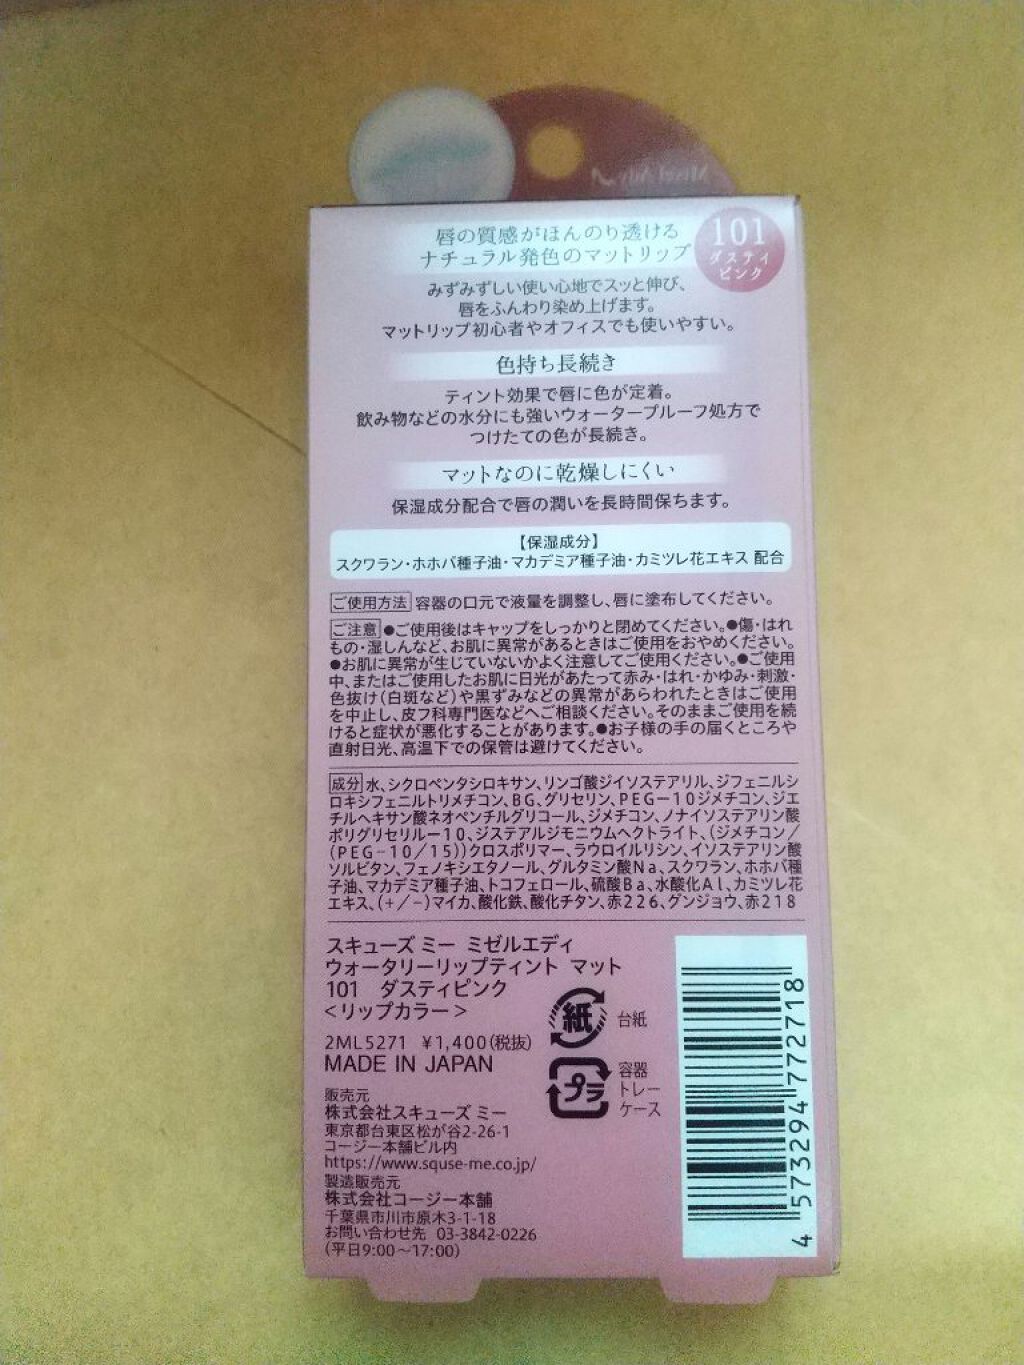 唇の質感がほんのり透ける
ナチュラル発色のマットリップ
101
ダスティ
ピンク
みずみずしい使い心地でスッと伸び、
唇をふんわり染め上げます。
マットリップ初心者やオフィスでも使いやすい。
色持ち長続き
ティント効果で唇に色が定着。
飲み物などの水分にも強いウォータープルーフ処方で
つけたての色が長続き。
マットなのに乾燥しにくい
保湿成分配合で唇の潤いを長時間保ちます。
【保湿成分】
スクワラン・ホホバ種子油・マカデミア種子油・カミツレ花エキス 配合
ご使用方法 容器の口元で液量を調整し、唇に塗布してください。
ご注意 ●ご使用後はキャップをしっかりと閉めてください。●傷・はれ
もの・湿しんなど、お肌に異常があるときはご使用をおやめください。
●お肌に異常が生じていないかよく注意してご使用ください。●ご使用
中、またはご使用したお肌に日光があたって赤み・はれ・かゆみ・刺激・
色抜け(白斑など)や黒ずみなどの異常があらわれたときはご使用
を中止し、皮フ科専門医などへご相談ください。そのままご使用を続
けると症状が悪化することがあります。●お子様の手の届くところや
直射日光、高温下での保管は避けてください。
成分 水、シクロペンタシロキサン、リンゴ酸ジイソステアリル、ジフェニルシ
ロキシフェニルトリメチコン、BG、グリセリン、PEG-10ジメチコン、ジエ
チルヘキサン酸ネオペンチルグリコール、ジメチコン、ノナイソステアリン酸
ポリグリセリル-10、ジステアルジモニウムヘクトライト、(ジメチコン/
(PEG-10/15))クロスポリマー、ラウロイルリシン、イソステアリン酸
ソルビタン、フェノキシエタノール、グルタミン酸Na、スクワラン、ホホバ種
子油、マカデミア種子油、トコフェロール、硫酸Ba、水酸化Al、カミツレ花
エキス、(+/-)マイカ、酸化鉄、酸化チタン、赤226、グンジョウ、赤218
スキューズ ミー ミゼルエディ
ウォータリーリップティント マット
101 ダスティピンク
<リップカラー>
2ML5271 ¥1,400(税抜)
MADE IN JAPAN
紙 台紙
プラ 容器
トレー
ケース
販売元
株式会社スキューズ ミー
東京都台東区松が谷2-26-1
コージー本舗ビル内
https://www.squse-me.co.jp/
製造販売元
株式会社コージー本舗
千葉県市川市原木3-1-18
お問い合わせ先 03-3842-0226
(平日9:00~17:00)
4 573294 772718